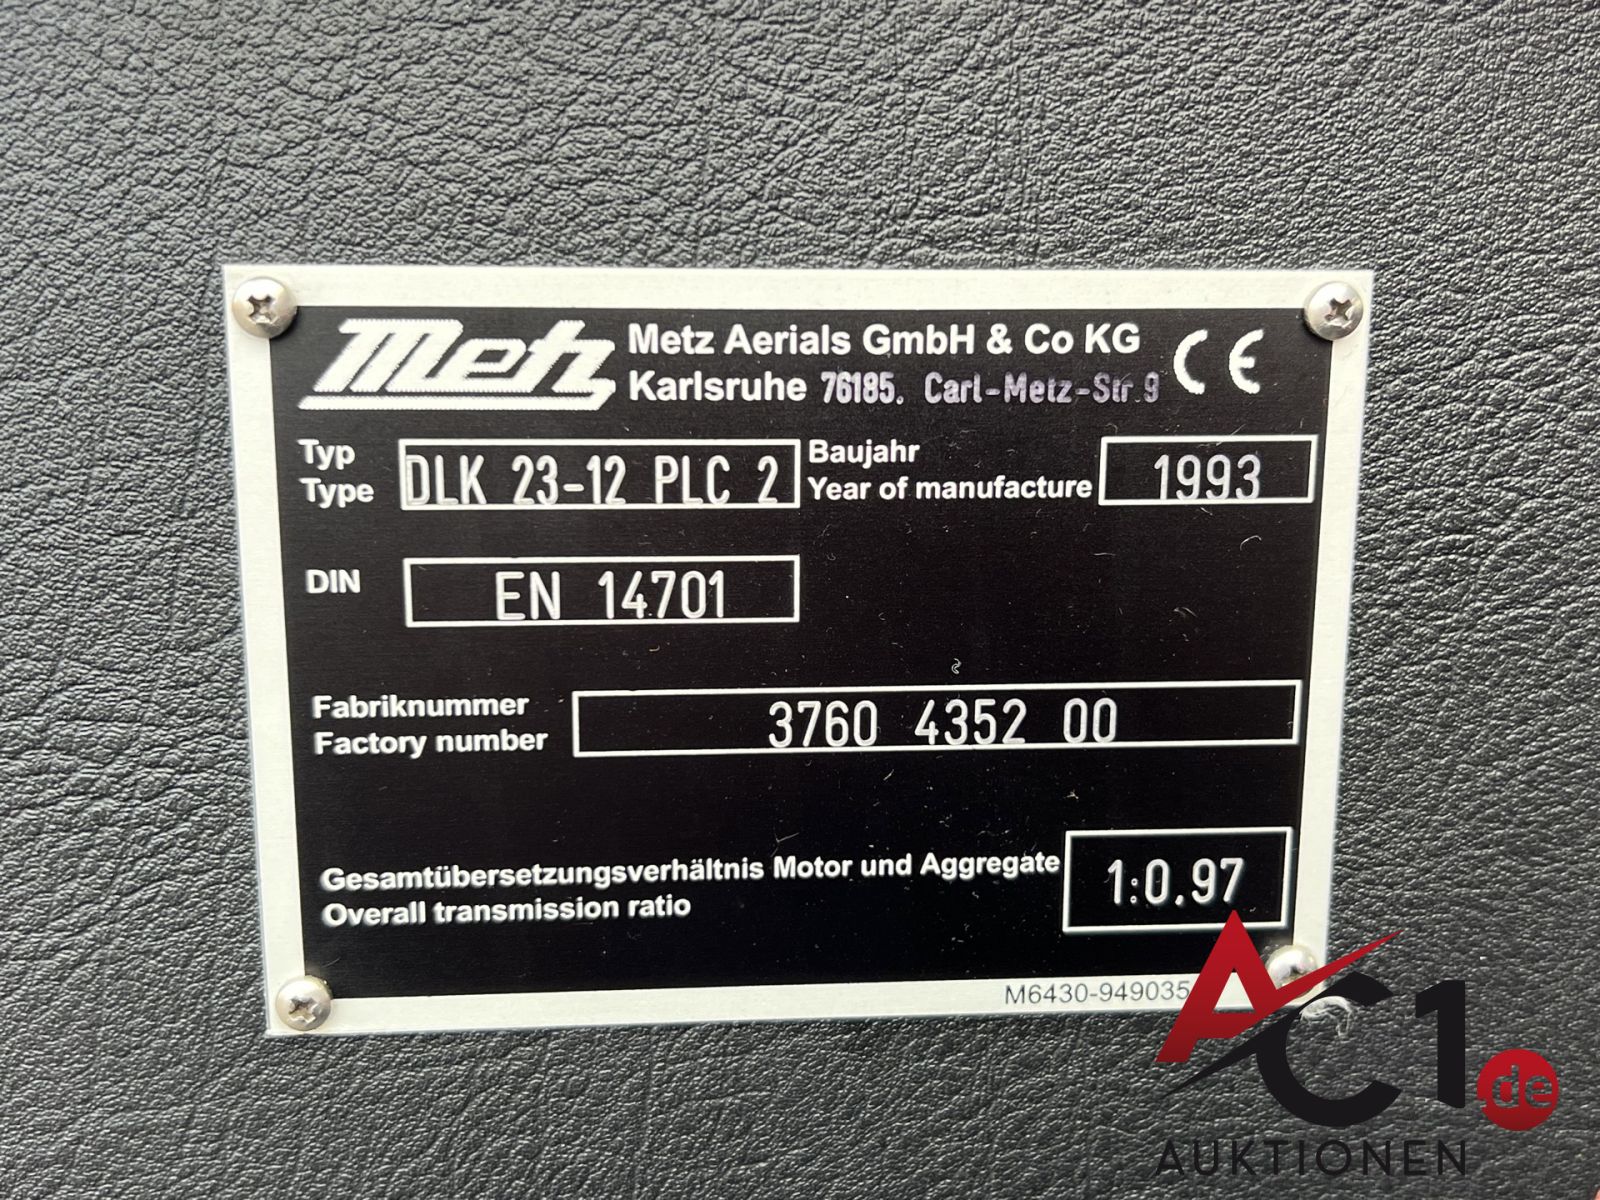 Metz
Metz Aerials GmbH & Co KG
Karlsruhe 76185. Carl-Metz-Str.9
CE
Typ
Type
DLK 23-12 PLC 2
Baujahr
Year of manufacture
1993
DIN
EN 14701
Fabriknummer
Factory number
3760 4352 00
Gesamtübersetzungsverhältnis Motor und Aggregate
Overall transmission ratio
1:0.97
M6430-949035
AC1.de
AUKTIONEN